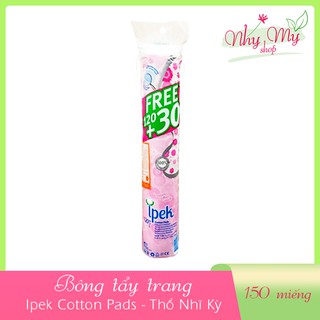 Nhy My
shop
FREE
120
+30
ipek
Bông tẩy trang
Ipek Cotton Pads - Thổ Nhĩ Kỳ
150 miếng